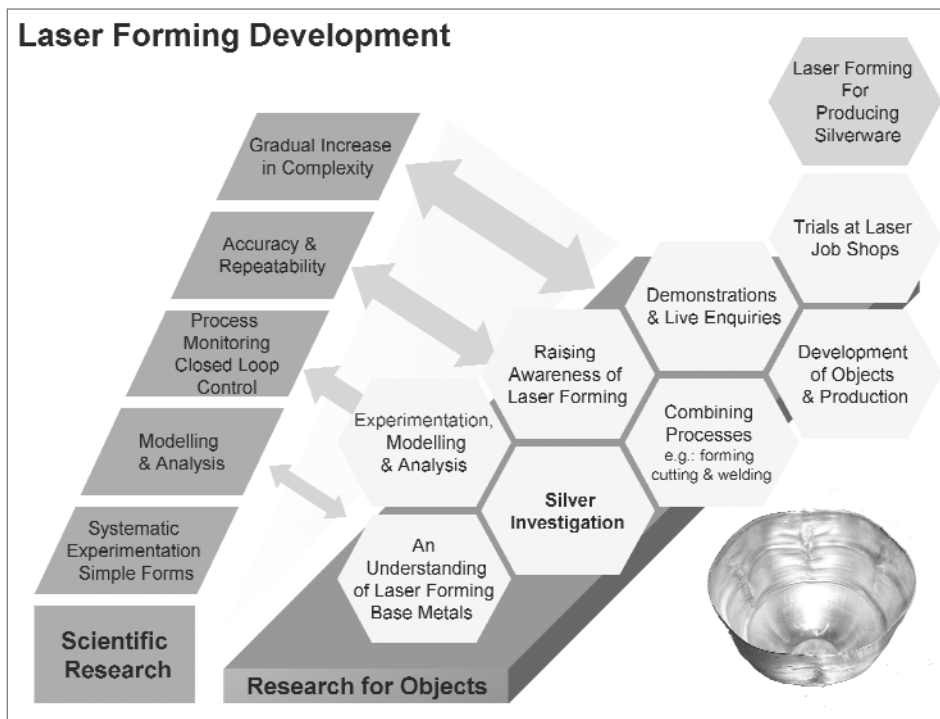 Laser Forming Development
Gradual Increase
in Complexity
Accuracy &
Repeatability
Process
Monitoring
Closed Loop
Control
Modelling
& Analysis
Systematic
Experimentation
Simple Forms
Scientific
Research
Laser Forming
For
Producing
Silverware
Trials at Laser
Job Shops
Demonstrations
& Live Enquiries
Development
of Objects
& Production
Raising
Awareness of
Laser Forming
Combining
Processes
e.g.: forming
cutting & welding
Experimentation,
Modelling
& Analysis
Silver
Investigation
An
Understanding
of Laser Forming
Base Metals
Research for Objects